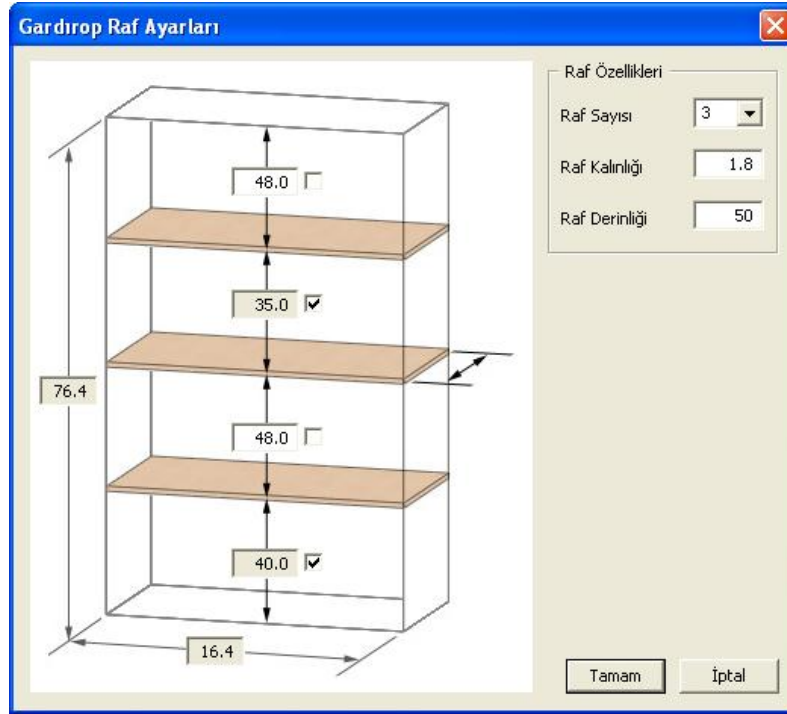 Gardırop Raf Ayarları
48.0
35.0
76.4
48.0
40.0
16.4
Raf Özellikleri
Raf Sayısı 3
Raf Kalınlığı 1.8
Raf Derinliği 50
Tamam İptal